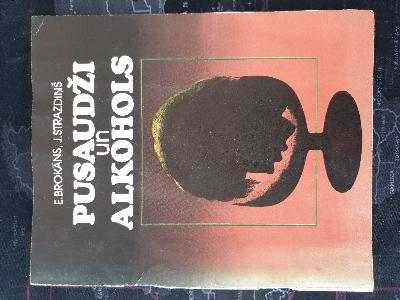 E.BROKĀNS, J.STRAZDIŅŠ
PUSAUDŽI
un
ALKOHOLS